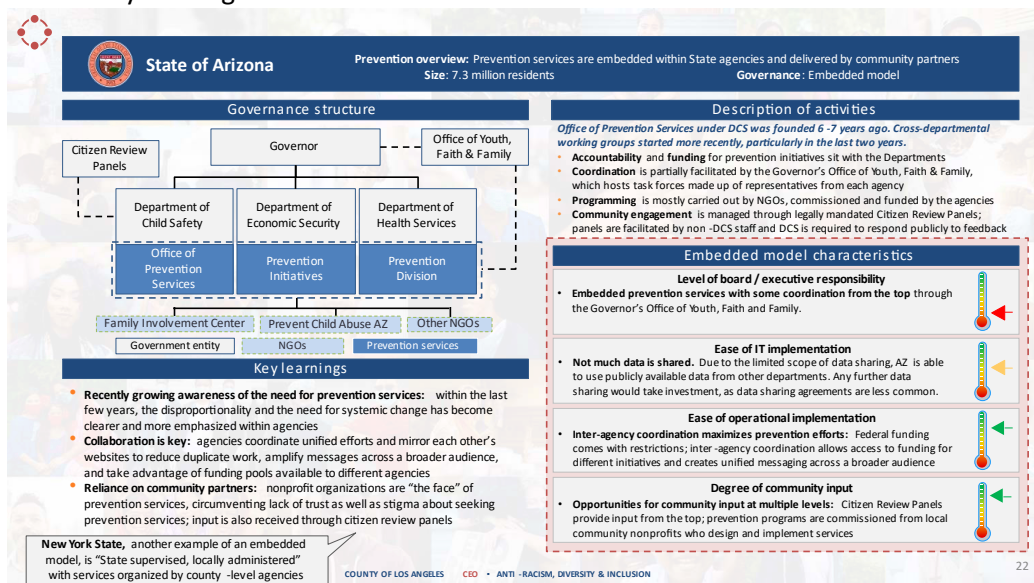 State of Arizona
Prevention overview: Prevention services are embedded within State agencies and delivered by community partners
Size: 7.3 million residents
Governance: Embedded model
Governance structure
Citizen Review
Panels
Governor
Office of Youth,
Faith & Family
Department of
Child Safety
Department of
Economic Security
Department of
Health Services
Office of
Prevention
Services
Prevention
Initiatives
Prevention
Division
Family Involvement Center
Prevent Child Abuse AZ
Other NGOs
Government entity
NGOs
Prevention services
Key learnings
• Recently growing awareness of the need for prevention services: within the last
few years, the disproportionality and the need for systemic change has become
clearer and more emphasized within agencies
• Collaboration is key: agencies coordinate unified efforts and mirror each other's
websites to reduce duplicate work, amplify messages across a broader audience,
and take advantage of funding pools available to different agencies
• Reliance on community partners: nonprofit organizations are “the face” of
prevention services, circumventing lack of trust as well as stigma about seeking
prevention services; input is also received through citizen review panels
New York State, another example of an embedded
model, is “State supervised, locally administered”
with services organized by county -level agencies
Description of activities
Office of Prevention Services under DCS was founded 6 -7 years ago. Cross-departmental
working groups started more recently, particularly in the last two years.
• Accountability and funding for prevention initiatives sit with the Departments
• Coordination is partially facilitated by the Governor's Office of Youth, Faith & Family,
which hosts task forces made up of representatives from each agency
• Programming is mostly carried out by NGOs, commissioned and funded by the agencies
• Community engagement is managed through legally mandated Citizen Review Panels;
panels are facilitated by non -DCS staff and DCS is required to respond publicly to feedback
Embedded model characteristics
Level of board / executive responsibility
• Embedded prevention services with some coordination from the top through
the Governor's Office of Youth, Faith and Family.
Ease of IT implementation
• Not much data is shared. Due to the limited scope of data sharing, AZ is able
to use publicly available data from other departments. Any further data
sharing would take investment, as data sharing agreements are less common.
Ease of operational implementation
• Inter-agency coordination maximizes prevention efforts: Federal funding
comes with restrictions; inter -agency coordination allows access to funding for
different initiatives and creates unified messaging across a broader audience
Degree of community input
• Opportunities for community input at multiple levels: Citizen Review Panels
provide input from the top; prevention programs are commissioned from local
community nonprofits who design and implement services
COUNTY OF LOS ANGELES CEO • ANTI -RACISM, DIVERSITY & INCLUSION
22